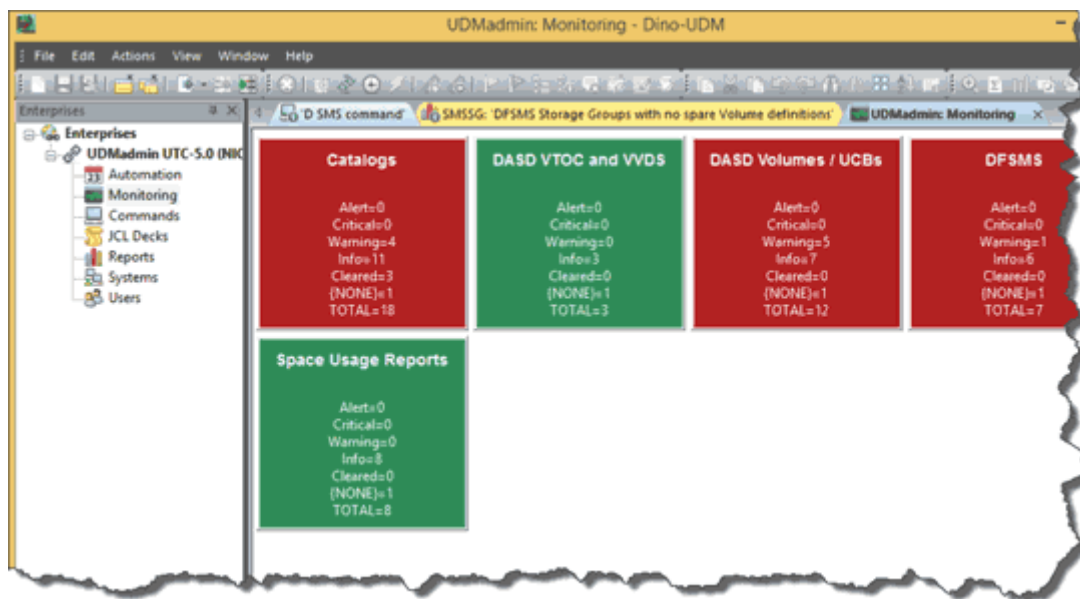 UDMadmin: Monitoring - Dino-UDM
File Edit Actions View Window Help
Enterprises
'D SMS command'
SMSSG: 'DFSMS Storage Groups with no spare Volume definitions'
UDMadmin: Monitoring
Enterprises
UDMadmin UTC-5.0 (NIC
23 Automation
Monitoring
Commands
JCL Decks
Reports
Systems
Users
Catalogs
Alert=0
Critical=0
Warning=4
Info=11
Cleared=3
{NONE}=1
TOTAL=18
DASD VTOC and VVDS
Alert=0
Critical=0
Warning=0
Info=3
Cleared=0
{NONE}=1
TOTAL=3
DASD Volumes / UCBs
Alert=0
Critical=0
Warning=5
Info=7
Cleared=0
{NONE}=1
TOTAL=12
DFSMS
Alert=0
Critical=0
Warning=1
Info=6
Cleared=0
{NONE}=1
TOTAL=7
Space Usage Reports
Alert=0
Critical=0
Warning=0
Info=8
Cleared=0
{NONE}=1
TOTAL=8